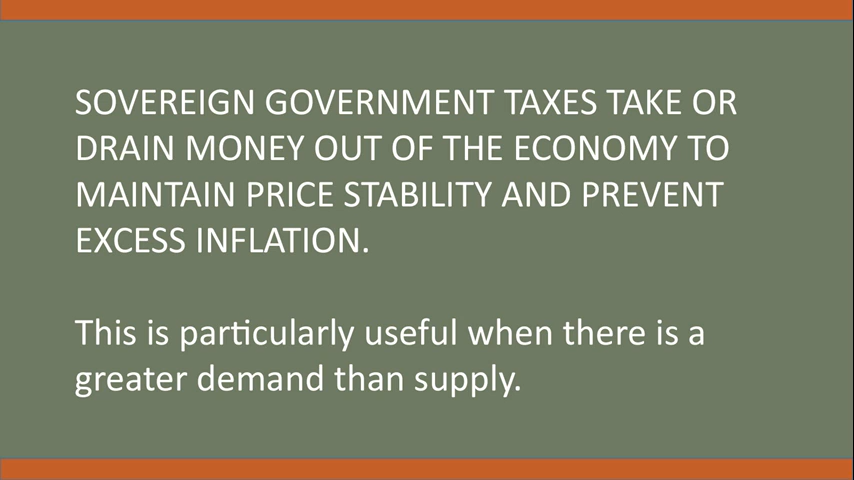 SOVEREIGN GOVERNMENT TAXES TAKE OR
DRAIN MONEY OUT OF THE ECONOMY TO
MAINTAIN PRICE STABILITY AND PREVENT
EXCESS INFLATION.
This is particularly useful when there is a
greater demand than supply.